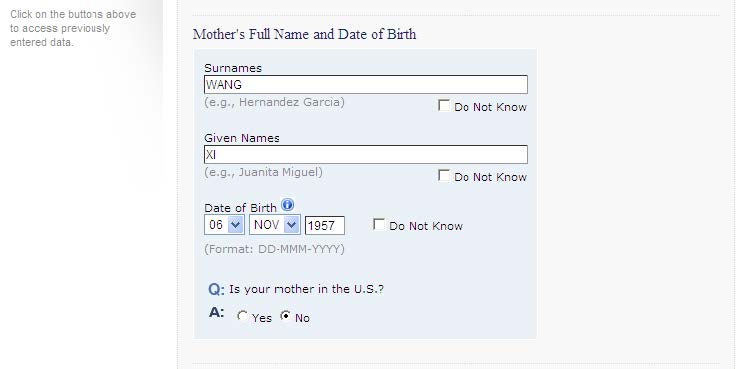 Click on the buttons above
to access previously
entered data.
Mother's Full Name and Date of Birth
Surnames
WANG
(e.g., Hernandez Garcia)
Do Not Know
Given Names
XI
(e.g., Juanita Miguel)
Do Not Know
Date of Birth
06 NOV 1957 Do Not Know
(Format: DD-MMM-YYYY)
Q: Is your mother in the U.S.?
A: Yes No